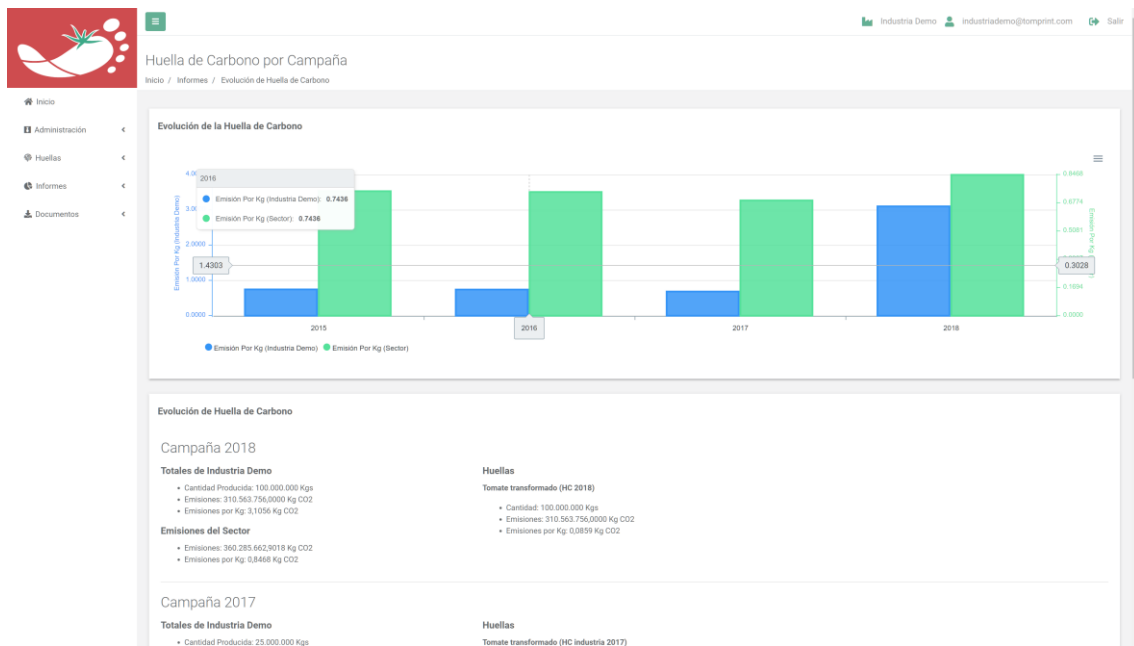 Industria Demo industriademo@tomprint.com Salir
Huella de Carbono por Campaña
Inicio / Informes / Evolución de Huella de Carbono
Inicio
Administración
Huellas
Informes
Documentos
Evolución de la Huella de Carbono
2016
Emisión Por Kg (Industria Demo): 0.7436
Emisión Por Kg (Sector): 0.7436
Emisión Por Kg (Industria Demo)
2.0000
1.4303
1.0000
0.0000
0.8468
0.6774
0.5081
0.3028
0.1694
0.0000
2015
2016
2017
2018
Emisión Por Kg (Industria Demo) Emisión Por Kg (Sector)
Evolución de Huella de Carbono
Campaña 2018
Totales de Industria Demo
• Cantidad Producida: 100.000.000 Kgs
• Emisiones: 310.563.756,0000 Kg CO2
• Emisiones por Kg: 3,1056 Kg CO2
Emisiones del Sector
• Emisiones: 360.285.662,9018 Kg CO2
• Emisiones por Kg: 0,8468 Kg CO2
Huellas
Tomate transformado (HC 2018)
• Cantidad: 100.000.000 Kgs
• Emisiones: 310.563.756,0000 Kg CO2
• Emisiones por Kg: 0,0859 Kg CO2
Campaña 2017
Totales de Industria Demo
• Cantidad Producida: 25.000.000 Kgs
Huellas
Tomate transformado (HC industria 2017)